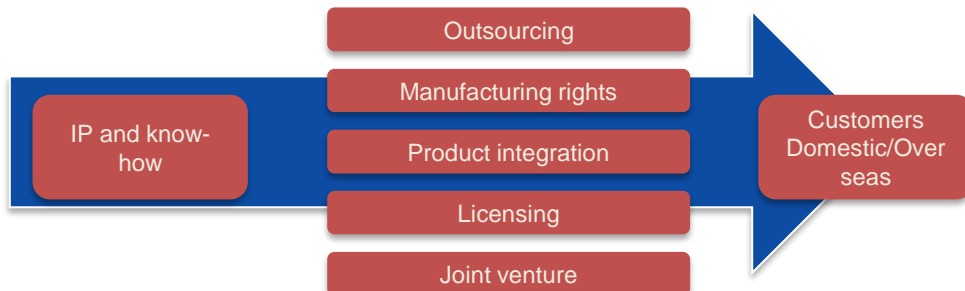 Outsourcing
Manufacturing rights
IP and know-
how
Product integration
Customers
Domestic/Over
seas
Licensing
Joint venture